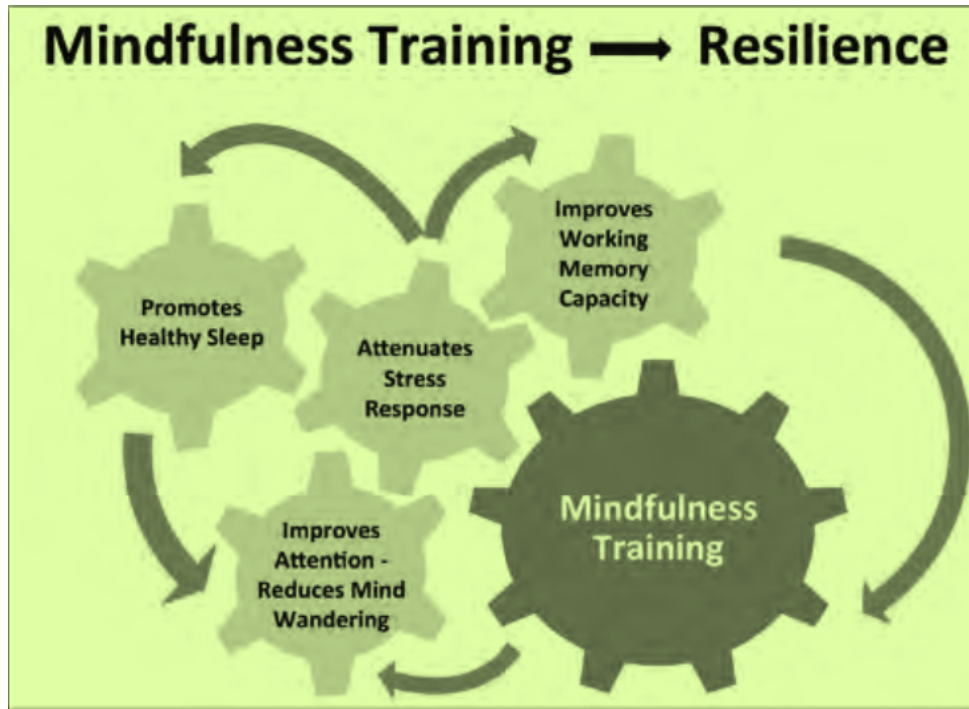 Mindfulness Training → Resilience
Improves
Working
Memory
Capacity
Promotes
Healthy Sleep
Attenuates
Stress
Response
Mindfulness
Training
Improves
Attention -
Reduces Mind
Wandering